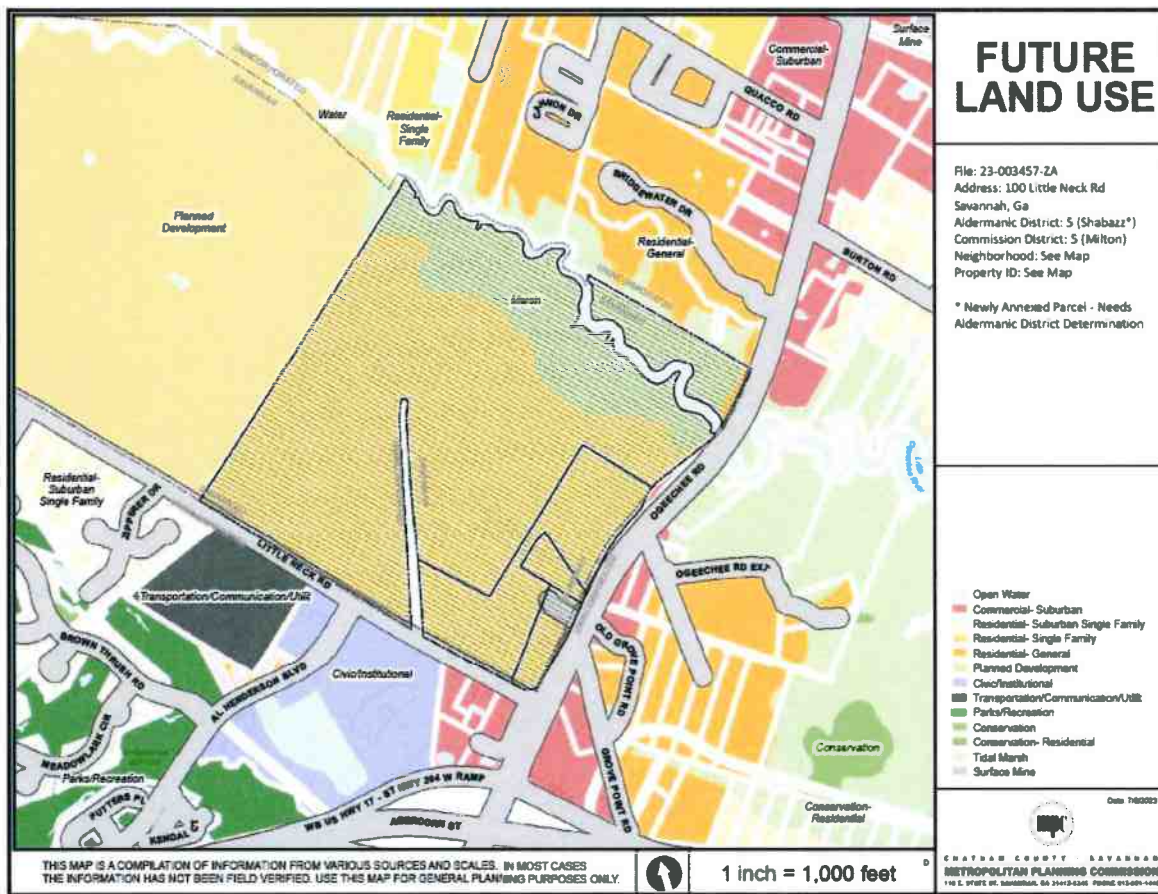 FUTURE
LAND USE
File: 23-003457-ZA
Address: 100 Little Neck Rd
Savannah, Ga
Aldermanic District: 5 (Shabazz*)
Commission District: 5 (Milton)
Neighborhood: See Map
Property ID: See Map
* Newly Annexed Parcel - Needs
Aldermanic District Determination
Surface
Mine
Commercial-
Suburban
QUACCO RD
UNINCORPORATED
SAVANNAH
Water
Residential-
Single
Family
CANNON DR
BRIDGEWATER DR
Planned
Development
Residential-
General
BURTON RD
UNINCORPORATED
SAVANNAH
Marsh
Residential-
Suburban
Single Family
OGEECHEE RD
LITTLE NECK RD
Transportation/Communication/Utilit
OGEECHEE RD EXT
OLD GROVE POINT RD
BROWN THRUSH RD
AL HENDERSON BLVD
Civic/Institutional
MEADOWLARK CIR
Parks/Recreation
Conservation
GROVE POINT RD
PUTTERS PL
WB US HWY 17 - ST HWY 204 W RAMP
ABERCORN ST
Conservation-
Residential
Open Water
Commercial- Suburban
Residential- Suburban Single Family
Residential- Single Family
Residential- General
Planned Development
Civic/Institutional
Transportation/Communication/Utilit
Parks/Recreation
Conservation
Conservation- Residential
Tidal Marsh
Surface Mine
THIS MAP IS A COMPILATION OF INFORMATION FROM VARIOUS SOURCES AND SCALES. IN MOST CASES
THE INFORMATION HAS NOT BEEN FIELD VERIFIED. USE THIS MAP FOR GENERAL PLANNING PURPOSES ONLY.
1 inch = 1,000 feet
CHATHAM COUNTY - SAVANNAH
METROPOLITAN PLANNING COMMISSION